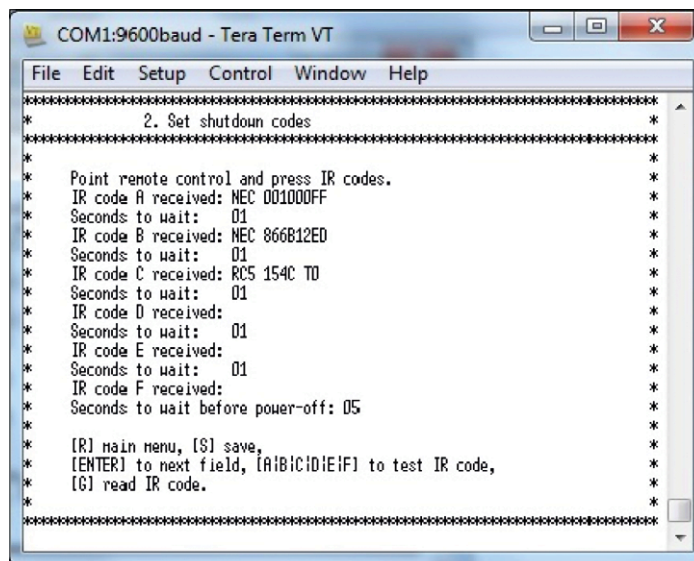 COM1:9600baud - Tera Term VT
File Edit Setup Control Window Help
********************************************************************************
* 2. Set shutdown codes *
********************************************************************************
* *
* Point remote control and press IR codes. *
* IR code A received: NEC 001000FF *
* Seconds to wait: 01 *
* IR code B received: NEC 866B12ED *
* Seconds to wait: 01 *
* IR code C received: RC5 154C T0 *
* Seconds to wait: 01 *
* IR code D received: *
* Seconds to wait: 01 *
* IR code E received: *
* Seconds to wait: 01 *
* IR code F received: *
* Seconds to wait before power-off: 05 *
* *
* [R] main menu, [S] save, *
* [ENTER] to next field, [A|B|C|D|E|F] to test IR code, *
* [G] read IR code. *
* *
********************************************************************************